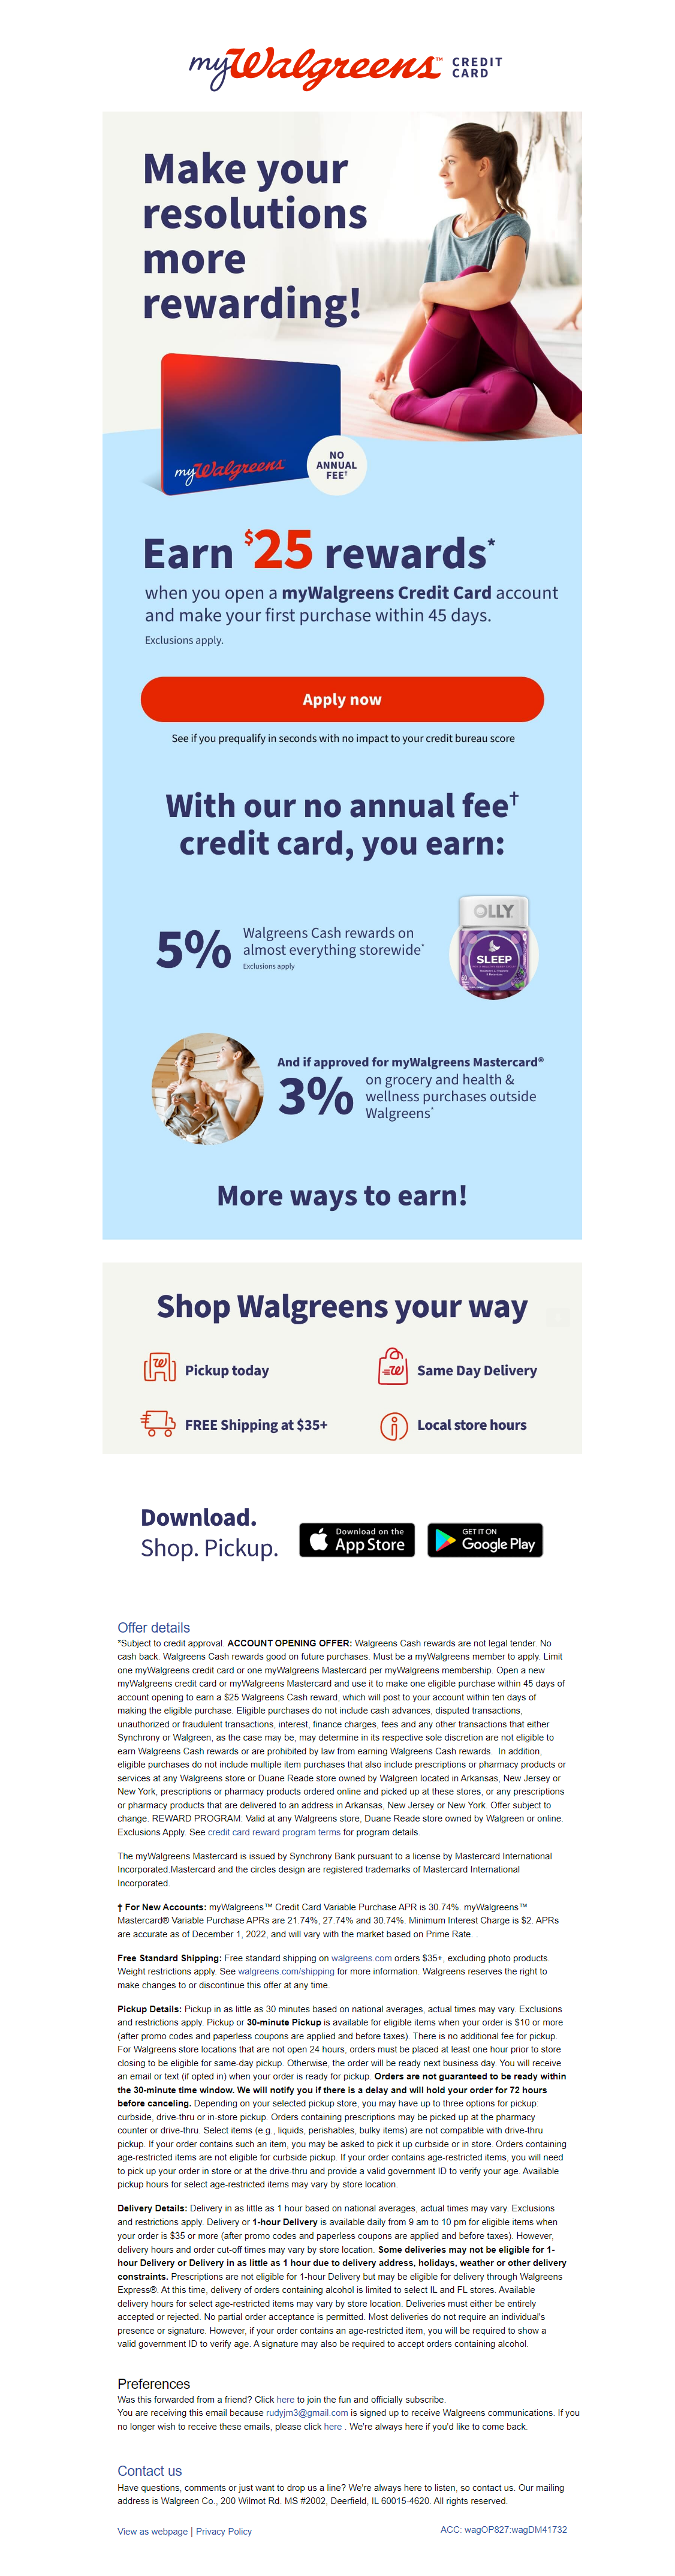 myWalgreens™ CREDIT CARD
Make your
resolutions
more
rewarding!
myWalgreens
NO
ANNUAL
FEE†
Earn $25 rewards*
when you open a myWalgreens Credit Card account
and make your first purchase within 45 days.
Exclusions apply.
Apply now
See if you prequalify in seconds with no impact to your credit bureau score
With our no annual fee†
credit card, you earn:
5%
Walgreens Cash rewards on
almost everything storewide*
Exclusions apply
OLLY
SLEEP
And if approved for myWalgreens Mastercard®
3%
on grocery and health &
wellness purchases outside
Walgreens*
More ways to earn!
Shop Walgreens your way
Pickup today
Same Day Delivery
FREE Shipping at $35+
Local store hours
Download.
Shop. Pickup.
Download on the
App Store
GET IT ON
Google Play
Offer details
*Subject to credit approval. ACCOUNT OPENING OFFER: Walgreens Cash rewards are not legal tender. No
cash back. Walgreens Cash rewards good on future purchases. Must be a myWalgreens member to apply. Limit
one myWalgreens credit card or one myWalgreens Mastercard per myWalgreens membership. Open a new
myWalgreens credit card or myWalgreens Mastercard and use it to make one eligible purchase within 45 days of
account opening to earn a $25 Walgreens Cash reward, which will post to your account within ten days of
making the eligible purchase. Eligible purchases do not include cash advances, disputed transactions,
unauthorized or fraudulent transactions, interest, finance charges, fees and any other transactions that either
Synchrony or Walgreen, as the case may be, may determine in its respective sole discretion are not eligible to
earn Walgreens Cash rewards or are prohibited by law from earning Walgreens Cash rewards. In addition,
eligible purchases do not include multiple item purchases that also include prescriptions or pharmacy products or
services at any Walgreens store or Duane Reade store owned by Walgreen located in Arkansas, New Jersey or
New York, prescriptions or pharmacy products ordered online and picked up at these stores, or any prescriptions
or pharmacy products that are delivered to an address in Arkansas, New Jersey or New York. Offer subject to
change. REWARD PROGRAM: Valid at any Walgreens store, Duane Reade store owned by Walgreen or online.
Exclusions Apply. See credit card reward program terms for program details.
The myWalgreens Mastercard is issued by Synchrony Bank pursuant to a license by Mastercard International
Incorporated.Mastercard and the circles design are registered trademarks of Mastercard International
Incorporated.
† For New Accounts: myWalgreens™ Credit Card Variable Purchase APR is 30.74%. myWalgreens™
Mastercard® Variable Purchase APRs are 21.74%, 27.74% and 30.74%. Minimum Interest Charge is $2. APRs
are accurate as of December 1, 2022, and will vary with the market based on Prime Rate. .
Free Standard Shipping: Free standard shipping on walgreens.com orders $35+, excluding photo products.
Weight restrictions apply. See walgreens.com/shipping for more information. Walgreens reserves the right to
make changes to or discontinue this offer at any time.
Pickup Details: Pickup in as little as 30 minutes based on national averages, actual times may vary. Exclusions
and restrictions apply. Pickup or 30-minute Pickup is available for eligible items when your order is $10 or more
(after promo codes and paperless coupons are applied and before taxes). There is no additional fee for pickup.
For Walgreens store locations that are not open 24 hours, orders must be placed at least one hour prior to store
closing to be eligible for same-day pickup. Otherwise, the order will be ready next business day. You will receive
an email or text (if opted in) when your order is ready for pickup. Orders are not guaranteed to be ready within
the 30-minute time window. We will notify you if there is a delay and will hold your order for 72 hours
before canceling. Depending on your selected pickup store, you may have up to three options for pickup:
curbside, drive-thru or in-store pickup. Orders containing prescriptions may be picked up at the pharmacy
counter or drive-thru. Select items (e.g., liquids, perishables, bulky items) are not compatible with drive-thru
pickup. If your order contains such an item, you may be asked to pick it up curbside or in store. Orders containing
age-restricted items are not eligible for curbside pickup. If your order contains age-restricted items, you will need
to pick up your order in store or at the drive-thru and provide a valid government ID to verify your age. Available
pickup hours for select age-restricted items may vary by store location.
Delivery Details: Delivery in as little as 1 hour based on national averages, actual times may vary. Exclusions
and restrictions apply. Delivery or 1-hour Delivery is available daily from 9 am to 10 pm for eligible items when
your order is $35 or more (after promo codes and paperless coupons are applied and before taxes). However,
delivery hours and order cut-off times may vary by store location. Some deliveries may not be eligible for 1-
hour Delivery or Delivery in as little as 1 hour due to delivery address, holidays, weather or other delivery
constraints. Prescriptions are not eligible for 1-hour Delivery but may be eligible for delivery through Walgreens
Express®. At this time, delivery of orders containing alcohol is limited to select IL and FL stores. Available
delivery hours for select age-restricted items may vary by store location. Deliveries must either be entirely
accepted or rejected. No partial order acceptance is permitted. Most deliveries do not require an individual's
presence or signature. However, if your order contains an age-restricted item, you will be required to show a
valid government ID to verify age. A signature may also be required to accept orders containing alcohol.
Preferences
Was this forwarded from a friend? Click here to join the fun and officially subscribe.
You are receiving this email because rudyjm3@gmail.com is signed up to receive Walgreens communications. If you
no longer wish to receive these emails, please click here . We're always here if you'd like to come back.
Contact us
Have questions, comments or just want to drop us a line? We're always here to listen, so contact us. Our mailing
address is Walgreen Co., 200 Wilmot Rd. MS #2002, Deerfield, IL 60015-4620. All rights reserved.
View as webpage | Privacy Policy
ACC: wagOP827:wagDM41732